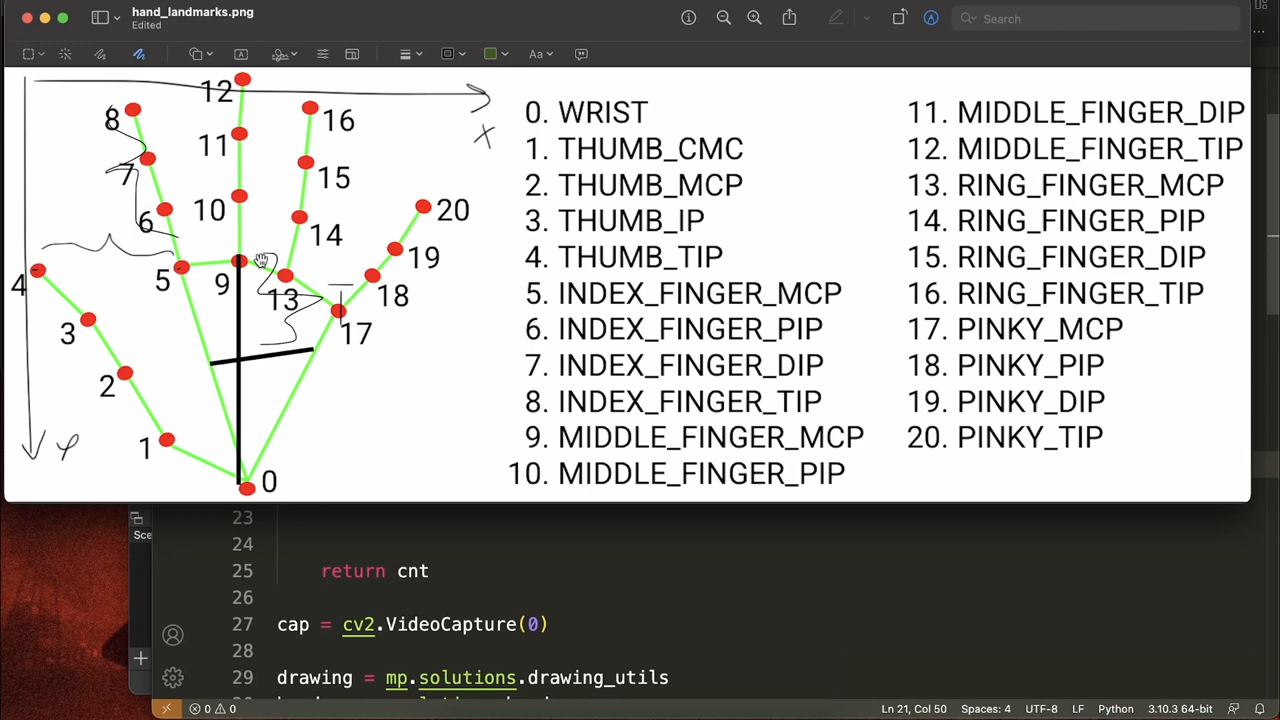 hand_landmarks.png
Edited
Search
Aa
12
8
16
11
7
15
10
6
20
14
19
5
9
18
4
13
17
3
2
1
0
x
y
0. WRIST
1. THUMB_CMC
2. THUMB_MCP
3. THUMB_IP
4. THUMB_TIP
5. INDEX_FINGER_MCP
6. INDEX_FINGER_PIP
7. INDEX_FINGER_DIP
8. INDEX_FINGER_TIP
9. MIDDLE_FINGER_MCP
10. MIDDLE_FINGER_PIP
11. MIDDLE_FINGER_DIP
12. MIDDLE_FINGER_TIP
13. RING_FINGER_MCP
14. RING_FINGER_PIP
15. RING_FINGER_DIP
16. RING_FINGER_TIP
17. PINKY_MCP
18. PINKY_PIP
19. PINKY_DIP
20. PINKY_TIP
Sce
23
24
25 return cnt
26
27 cap = cv2.VideoCapture(0)
28
29 drawing = mp.solutions.drawing_utils
0 0 Ln 21, Col 50 Spaces: 4 UTF-8 LF Python 3.10.3 64-bit